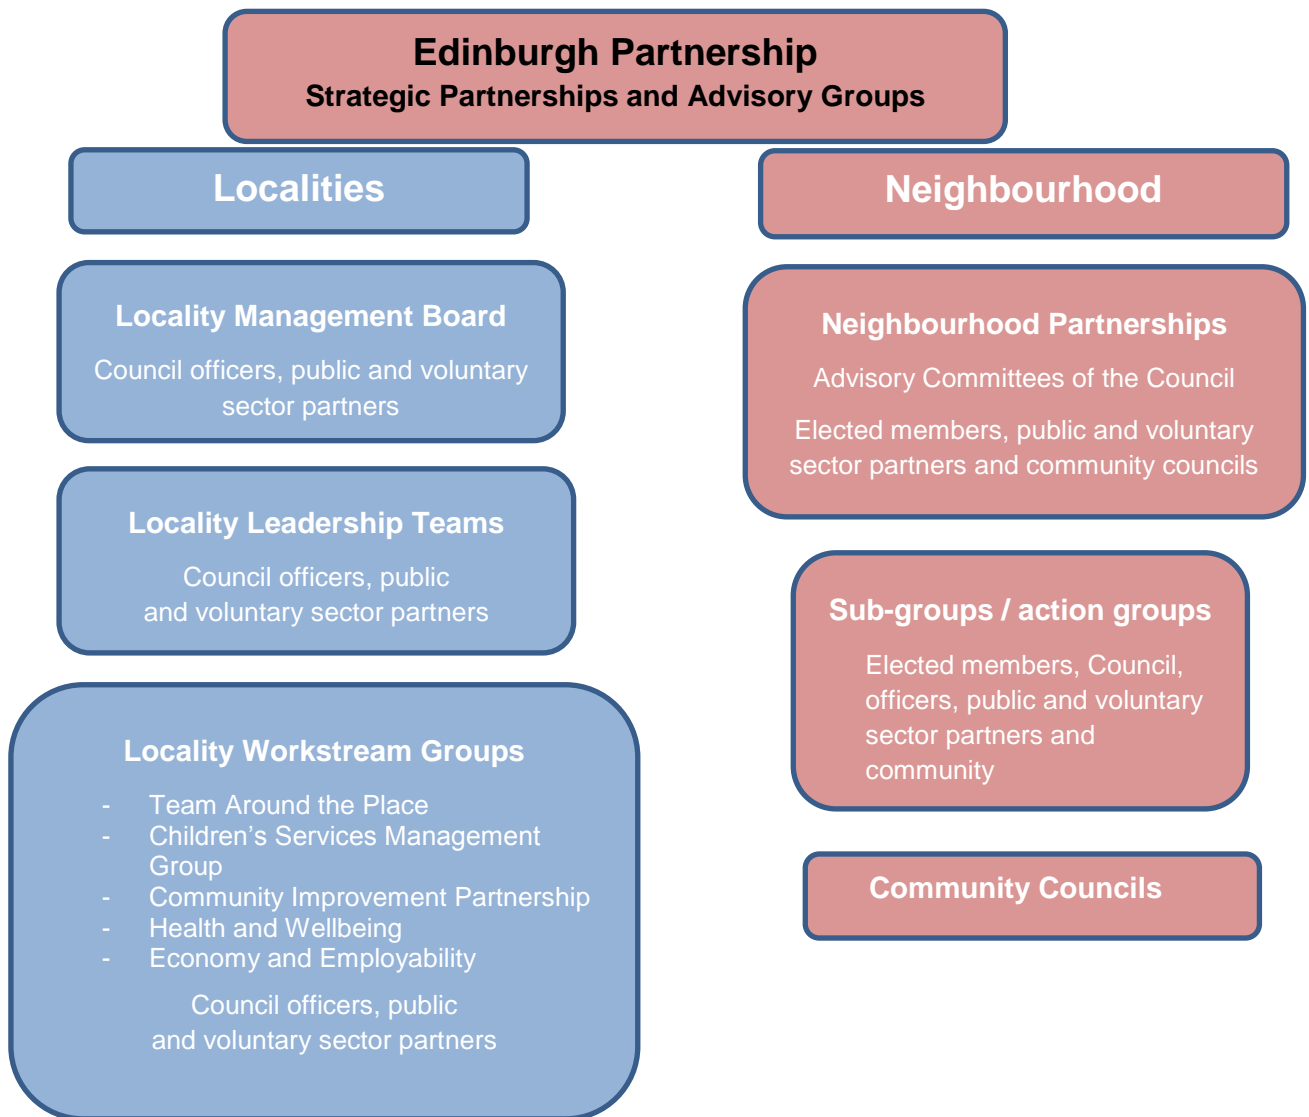 Edinburgh Partnership
Strategic Partnerships and Advisory Groups
Localities
Locality Management Board
Council officers, public and voluntary
sector partners
Locality Leadership Teams
Council officers, public
and voluntary sector partners
Locality Workstream Groups
- Team Around the Place
- Children’s Services Management
Group
- Community Improvement Partnership
- Health and Wellbeing
- Economy and Employability
Council officers, public
and voluntary sector partners
Neighbourhood
Neighbourhood Partnerships
Advisory Committees of the Council
Elected members, public and voluntary
sector partners and community councils
Sub-groups / action groups
Elected members, Council,
officers, public and voluntary
sector partners and
community
Community Councils